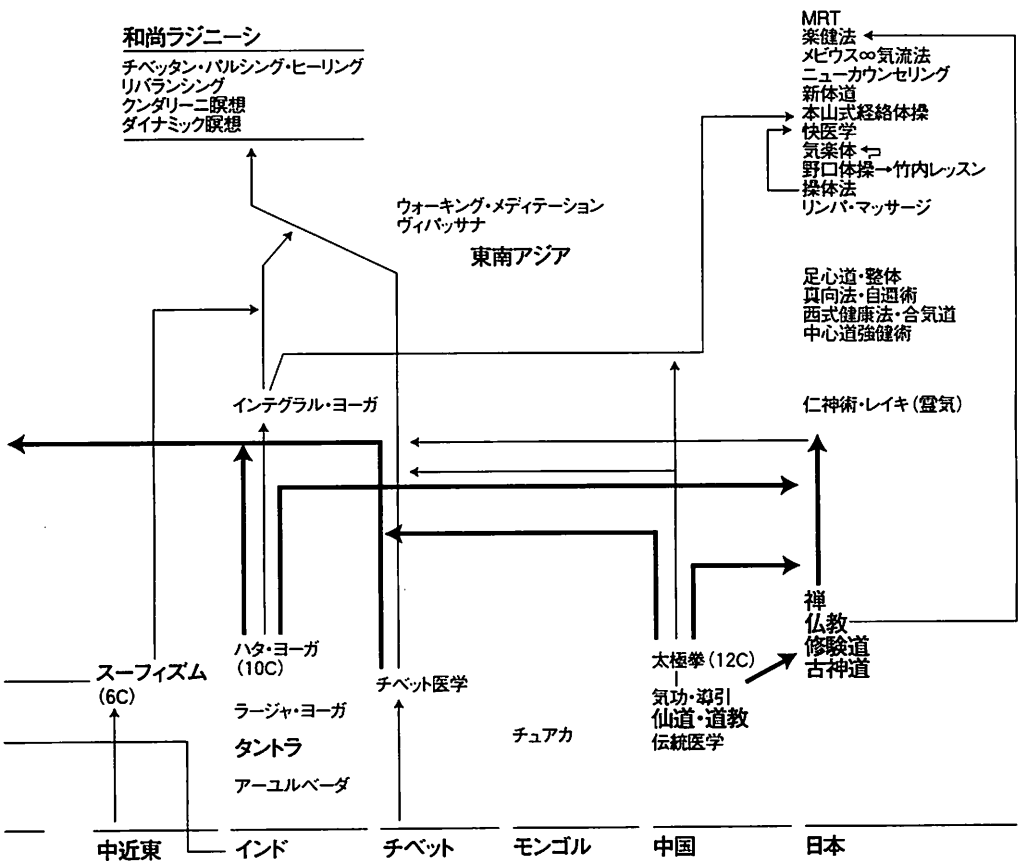 和尚ラジニーシ
チベッタン・パルシング・ヒーリング
リバランシング
クンダリーニ瞑想
ダイナミック瞑想
MRT
楽健法
メビウス∞気流法
ニューカウンセリング
新体道
本山式経絡体操
快医学
気楽体
野口体操→竹内レッスン
操体法
リンパ・マッサージ
ウォーキング・メディテーション
ヴィパッサナ
東南アジア
足心道・整体
真向法・自彊術
西式健康法・合気道
中心道強健術
インテグラル・ヨーガ
仁神術・レイキ(霊気)
禅
仏教
修験道
古神道
スーフィズム
(6C)
ハタ・ヨーガ
(10C)
ラージャ・ヨーガ
タントラ
アーユルベーダ
チベット医学
チュアカ
太極拳(12C)
気功・導引
仙道・道教
伝統医学
中近東
インド
チベット
モンゴル
中国
日本